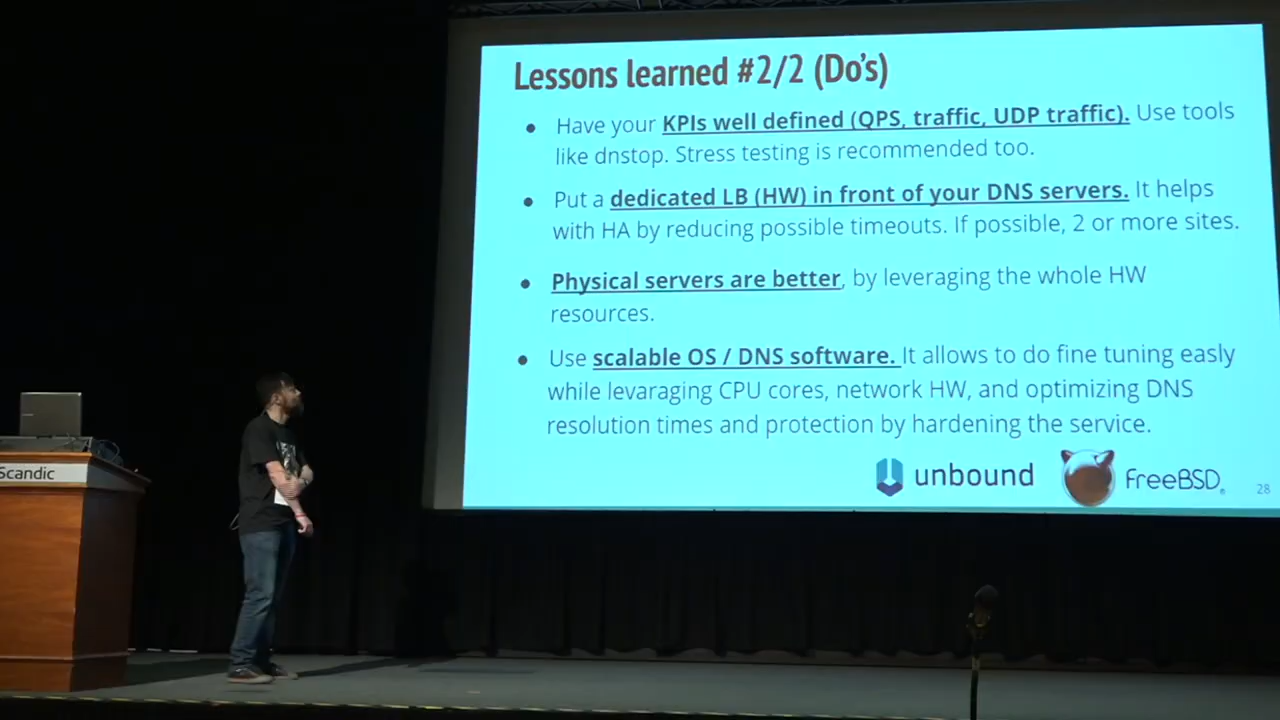 Lessons learned #2/2 (Do's)
● Have your KPIs well defined (QPS, traffic, UDP traffic). Use tools
like dnstop. Stress testing is recommended too.
● Put a dedicated LB (HW) in front of your DNS servers. It helps
with HA by reducing possible timeouts. If possible, 2 or more sites.
● Physical servers are better, by leveraging the whole HW
resources.
● Use scalable OS / DNS software. It allows to do fine tuning easly
while levaraging CPU cores, network HW, and optimizing DNS
resolution times and protection by hardening the service.
unbound FreeBSD® 28
Scandic